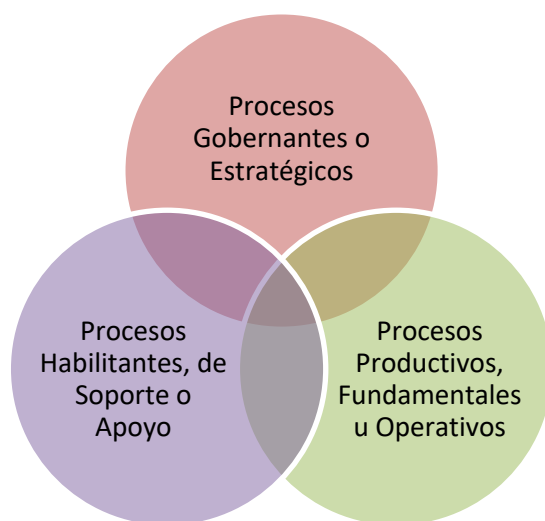 Procesos
Gobernantes o
Estratégicos
Procesos
Habilitantes, de
Soporte o
Apoyo
Procesos
Productivos,
Fundamentales
u Operativos